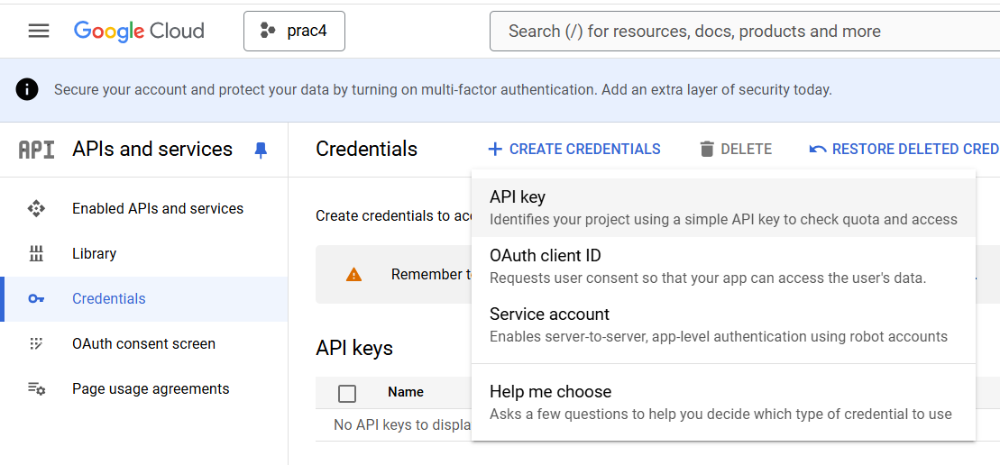 Google Cloud
prac4
Search (/) for resources, docs, products and more
Secure your account and protect your data by turning on multi-factor authentication. Add an extra layer of security today.
API APIs and services
Credentials
CREATE CREDENTIALS
DELETE
RESTORE DELETED CRED
Enabled APIs and services
Library
Credentials
OAuth consent screen
Page usage agreements
Create credentials to
Remember
API keys
Name
No API keys to
API key
Identifies your project using a simple API key to check quota and access
OAuth client ID
Requests user consent so that your app can access the user's data.
Service account
Enables server-to-server, app-level authentication using robot accounts
Help me choose
Asks a few questions to help you decide which type of credential to use